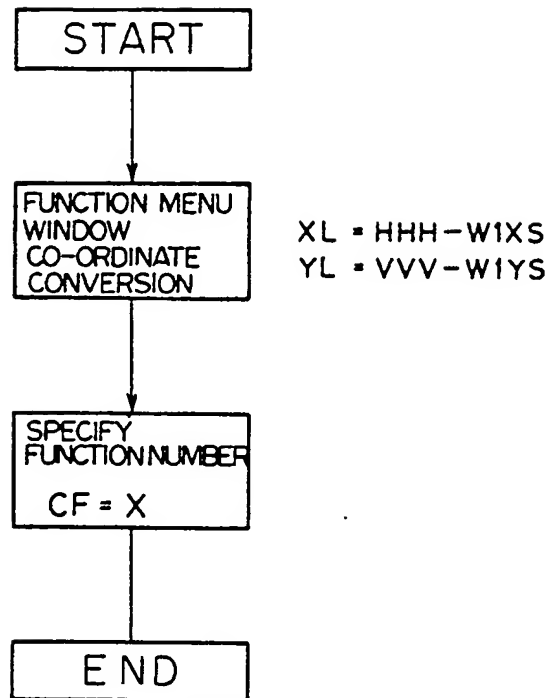 START
FUNCTION MENU
WINDOW
CO-ORDINATE
CONVERSION
XL = HHH-W1XS
YL = VVV-W1YS
SPECIFY
FUNCTION NUMBER
CF = X
END